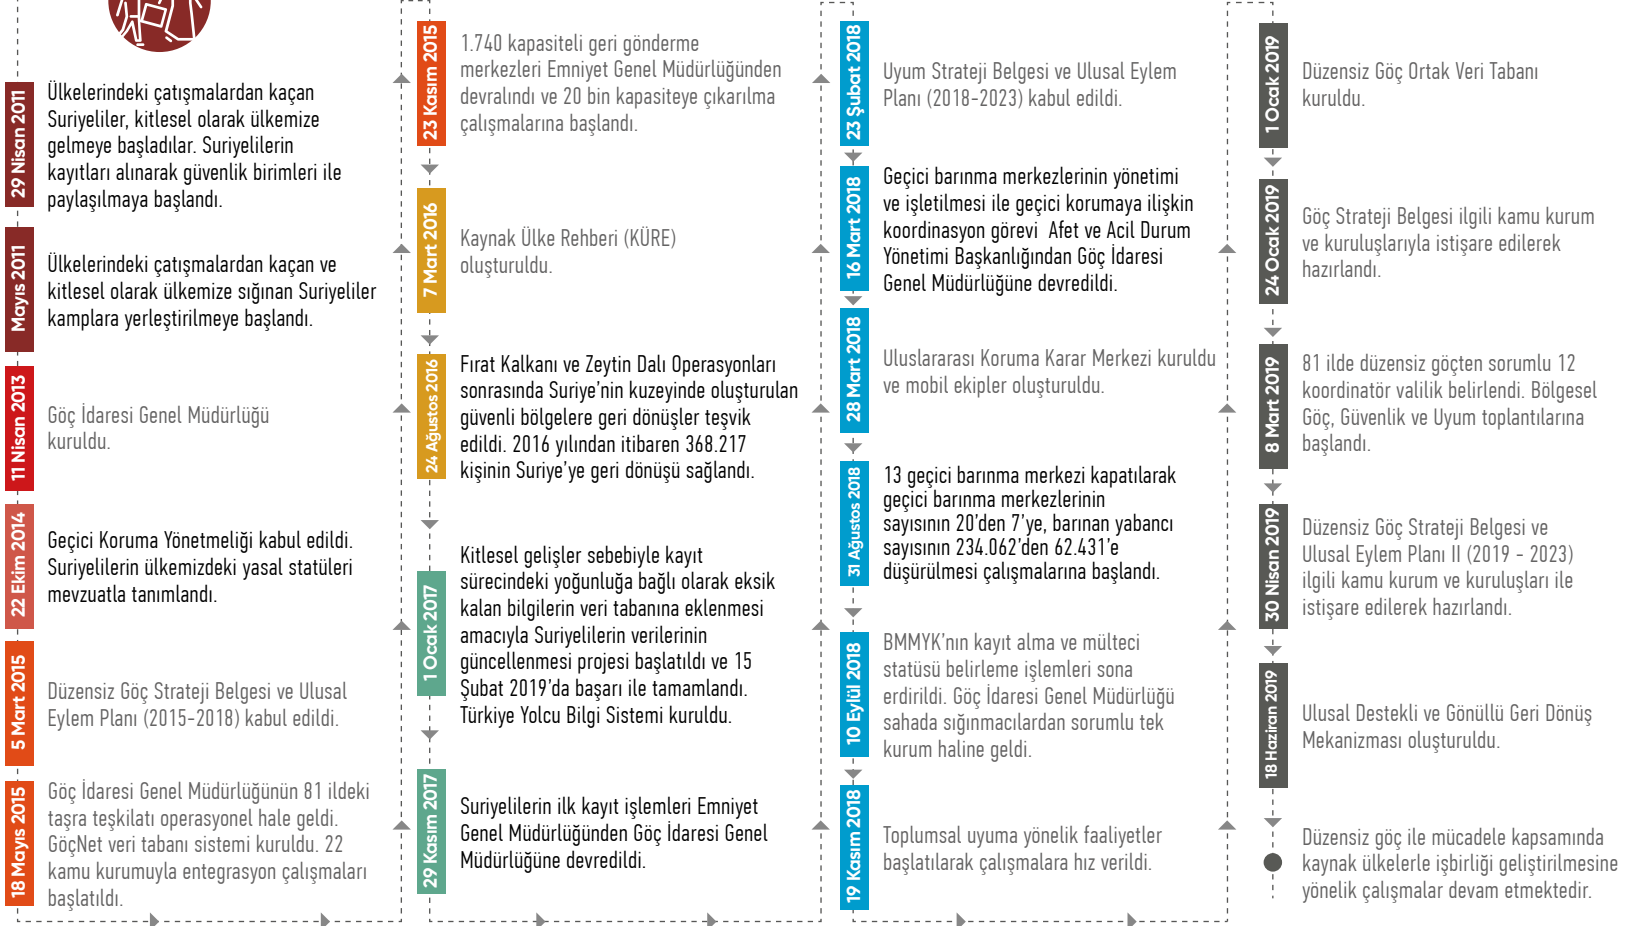 29 Nisan 2011
Ülkelerindeki çatışmalardan kaçan
Suriyeliler, kitlesel olarak ülkemize
gelmeye başladılar. Suriyelilerin
kayıtları alınarak güvenlik birimleri ile
paylaşılmaya başlandı.
Mayıs 2011
Ülkelerindeki çatışmalardan kaçan ve
kitlesel olarak ülkemize sığınan Suriyeliler
kamplara yerleştirilmeye başlandı.
11 Nisan 2013
Göç İdaresi Genel Müdürlüğü
kuruldu.
22 Ekim 2014
Geçici Koruma Yönetmeliği kabul edildi.
Suriyelilerin ülkemizdeki yasal statüleri
mevzuatla tanımlandı.
5 Mart 2015
Düzensiz Göç Strateji Belgesi ve Ulusal
Eylem Planı (2015-2018) kabul edildi.
18 Mayıs 2015
Göç İdaresi Genel Müdürlüğünün 81 ildeki
taşra teşkilatı operasyonel hale geldi.
GöçNet veri tabanı sistemi kuruldu. 22
kamu kurumuyla entegrasyon çalışmaları
başlatıldı.
23 Kasım 2015
1.740 kapasiteli geri gönderme
merkezleri Emniyet Genel Müdürlüğünden
devralındı ve 20 bin kapasiteye çıkarılma
çalışmalarına başlandı.
7 Mart 2016
Kaynak Ülke Rehberi (KÜRE)
oluşturuldu.
24 Ağustos 2016
Fırat Kalkanı ve Zeytin Dalı Operasyonları
sonrasında Suriye’nin kuzeyinde oluşturulan
güvenli bölgelere geri dönüşler teşvik
edildi. 2016 yılından itibaren 368.217
kişinin Suriye’ye geri dönüşü sağlandı.
1 Ocak 2017
Kitlesel gelişler sebebiyle kayıt
sürecindeki yoğunluğa bağlı olarak eksik
kalan bilgilerin veri tabanına eklenmesi
amacıyla Suriyelilerin verilerinin
güncellenmesi projesi başlatıldı ve 15
Şubat 2019’da başarı ile tamamlandı.
Türkiye Yolcu Bilgi Sistemi kuruldu.
29 Kasım 2017
Suriyelilerin ilk kayıt işlemleri Emniyet
Genel Müdürlüğünden Göç İdaresi Genel
Müdürlüğüne devredildi.
23 Şubat 2018
Uyum Strateji Belgesi ve Ulusal Eylem
Planı (2018-2023) kabul edildi.
16 Mart 2018
Geçici barınma merkezlerinin yönetimi
ve işletilmesi ile geçici korumaya ilişkin
koordinasyon görevi Afet ve Acil Durum
Yönetimi Başkanlığından Göç İdaresi
Genel Müdürlüğüne devredildi.
28 Mart 2018
Uluslararası Koruma Karar Merkezi kuruldu
ve mobil ekipler oluşturuldu.
31 Ağustos 2018
13 geçici barınma merkezi kapatılarak
geçici barınma merkezlerinin
sayısının 20’den 7’ye, barınan yabancı
sayısının 234.062’den 62.431’e
düşürülmesi çalışmalarına başlandı.
10 Eylül 2018
BMMYK’nın kayıt alma ve mülteci
statüsü belirleme işlemleri sona
erdirildi. Göç İdaresi Genel Müdürlüğü
sahada sığınmacılardan sorumlu tek
kurum haline geldi.
19 Kasım 2018
Toplumsal uyuma yönelik faaliyetler
başlatılarak çalışmalara hız verildi.
1 Ocak 2019
Düzensiz Göç Ortak Veri Tabanı
kuruldu.
24 Ocak 2019
Göç Strateji Belgesi ilgili kamu kurum
ve kuruluşlarıyla istişare edilerek
hazırlandı.
8 Mart 2019
81 ilde düzensiz göçten sorumlu 12
koordinatör valilik belirlendi. Bölgesel
Göç, Güvenlik ve Uyum toplantılarına
başlandı.
30 Nisan 2019
Düzensiz Göç Strateji Belgesi ve
Ulusal Eylem Planı II (2019 - 2023)
ilgili kamu kurum ve kuruluşları ile
istişare edilerek hazırlandı.
18 Haziran 2019
Ulusal Destekli ve Gönüllü Geri Dönüş
Mekanizması oluşturuldu.
Düzensiz göç ile mücadele kapsamında
kaynak ülkelerle işbirliği geliştirilmesine
yönelik çalışmalar devam etmektedir.